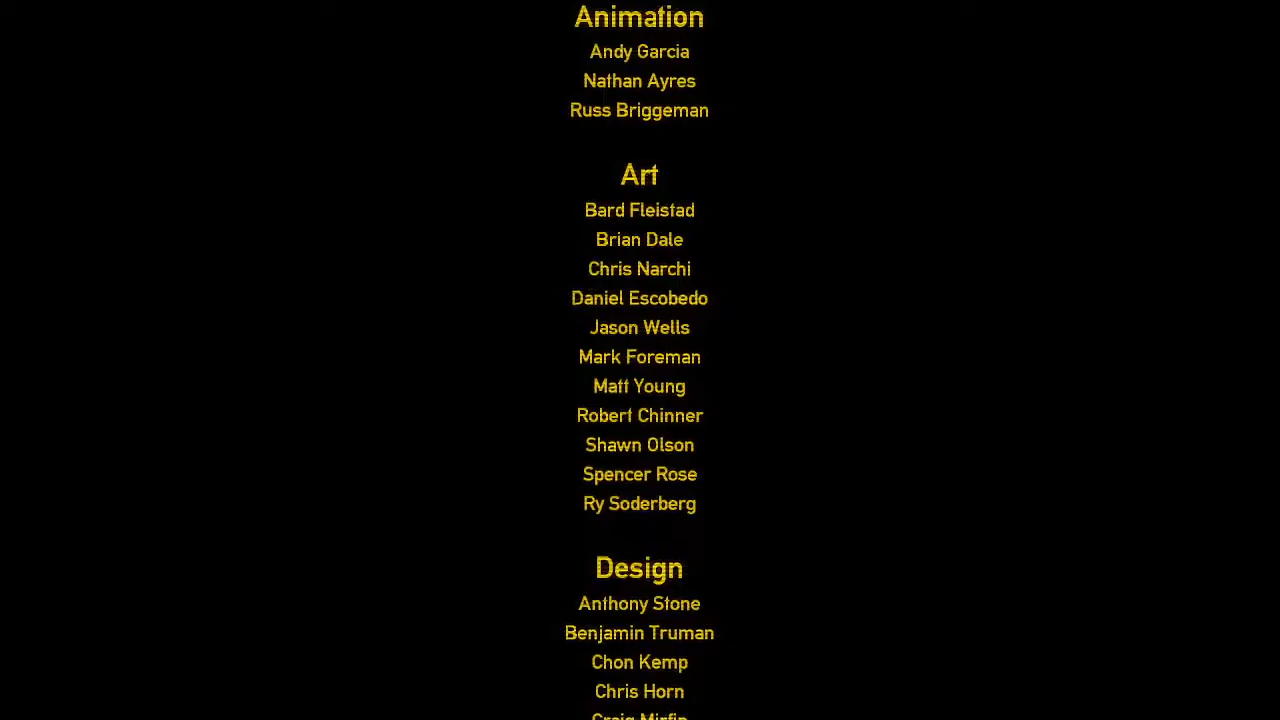 Animation
Andy Garcia
Nathan Ayres
Russ Briggeman
Art
Bard Fleistad
Brian Dale
Chris Narchi
Daniel Escobedo
Jason Wells
Mark Foreman
Matt Young
Robert Chinner
Shawn Olson
Spencer Rose
Ry Soderberg
Design
Anthony Stone
Benjamin Truman
Chon Kemp
Chris Horn
Craig Mirfin